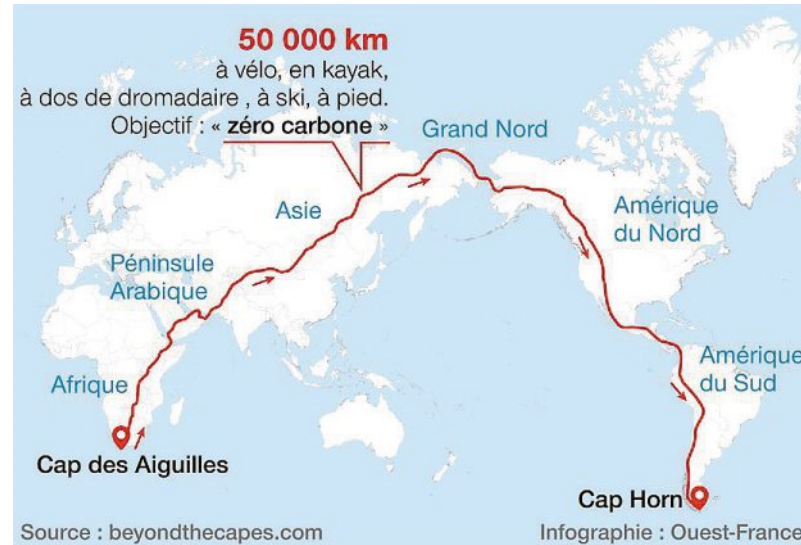 50 000 km
à vélo, en kayak,
à dos de dromadaire , à ski, à pied.
Objectif : « zéro carbone »
Grand Nord
Asie
Amérique
du Nord
Péninsule
Arabique
Afrique
Amérique
du Sud
Cap des Aiguilles
Cap Horn
Source : beyondthecapes.com
Infographie : Ouest-France